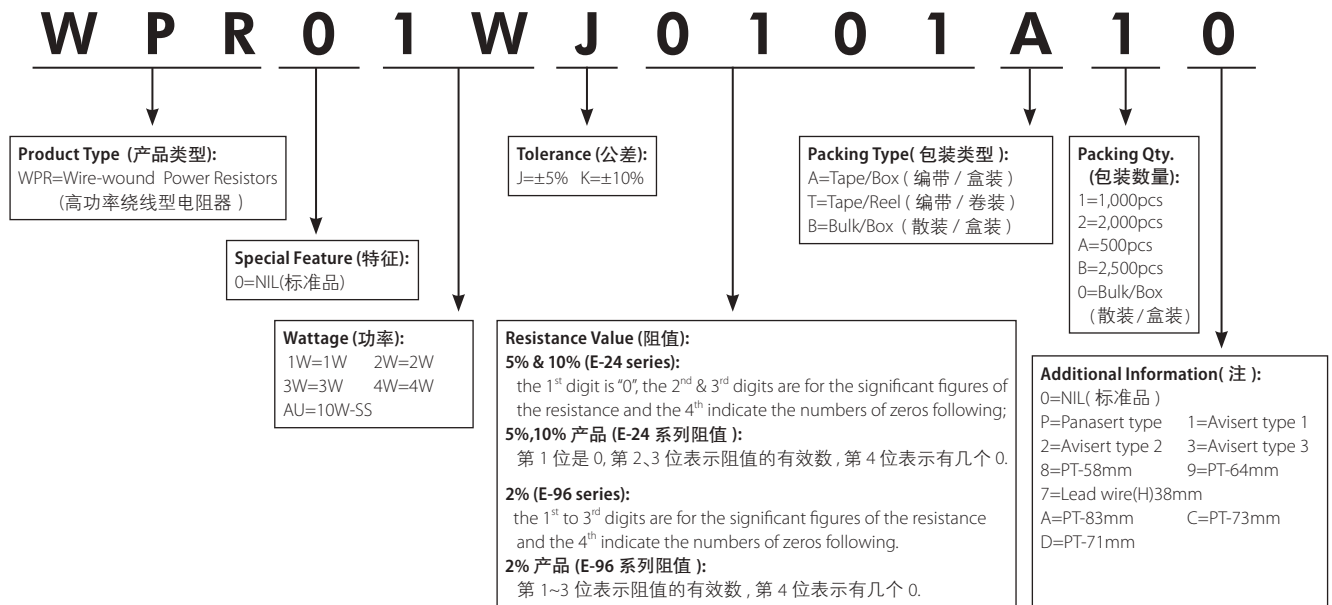 W P R 0 1 W J 0 1 0 1 A 1 0
Product Type (产品类型):
WPR=Wire-wound Power Resistors
(高功率绕线型电阻器)
Special Feature (特征):
0=NIL(标准品)
Wattage (功率):
1W=1W 2W=2W
3W=3W 4W=4W
AU=10W-SS
Tolerance (公差):
J=±5% K=±10%
Resistance Value (阻值):
5% & 10% (E-24 series):
the 1st digit is “0”, the 2nd & 3rd digits are for the significant figures of
the resistance and the 4th indicate the numbers of zeros following;
5%,10% 产品 (E-24 系列阻值):
第 1 位是 0, 第 2、3 位表示阻值的有效数, 第 4 位表示有几个 0.
2% (E-96 series):
the 1st to 3rd digits are for the significant figures of the resistance
and the 4th indicate the numbers of zeros following.
2% 产品 (E-96 系列阻值):
第 1~3 位表示阻值的有效数, 第 4 位表示有几个 0.
Packing Type( 包装类型 ):
A=Tape/Box ( 编带 / 盒装 )
T=Tape/Reel ( 编带 / 卷装 )
B=Bulk/Box ( 散装 / 盒装 )
Packing Qty.
(包装数量):
1=1,000pcs
2=2,000pcs
A=500pcs
B=2,500pcs
0=Bulk/Box
(散装/盒装)
Additional Information( 注 ):
0=NIL( 标准品 )
P=Panasert type 1=Avisert type 1
2=Avisert type 2 3=Avisert type 3
8=PT-58mm 9=PT-64mm
7=Lead wire(H)38mm
A=PT-83mm C=PT-73mm
D=PT-71mm